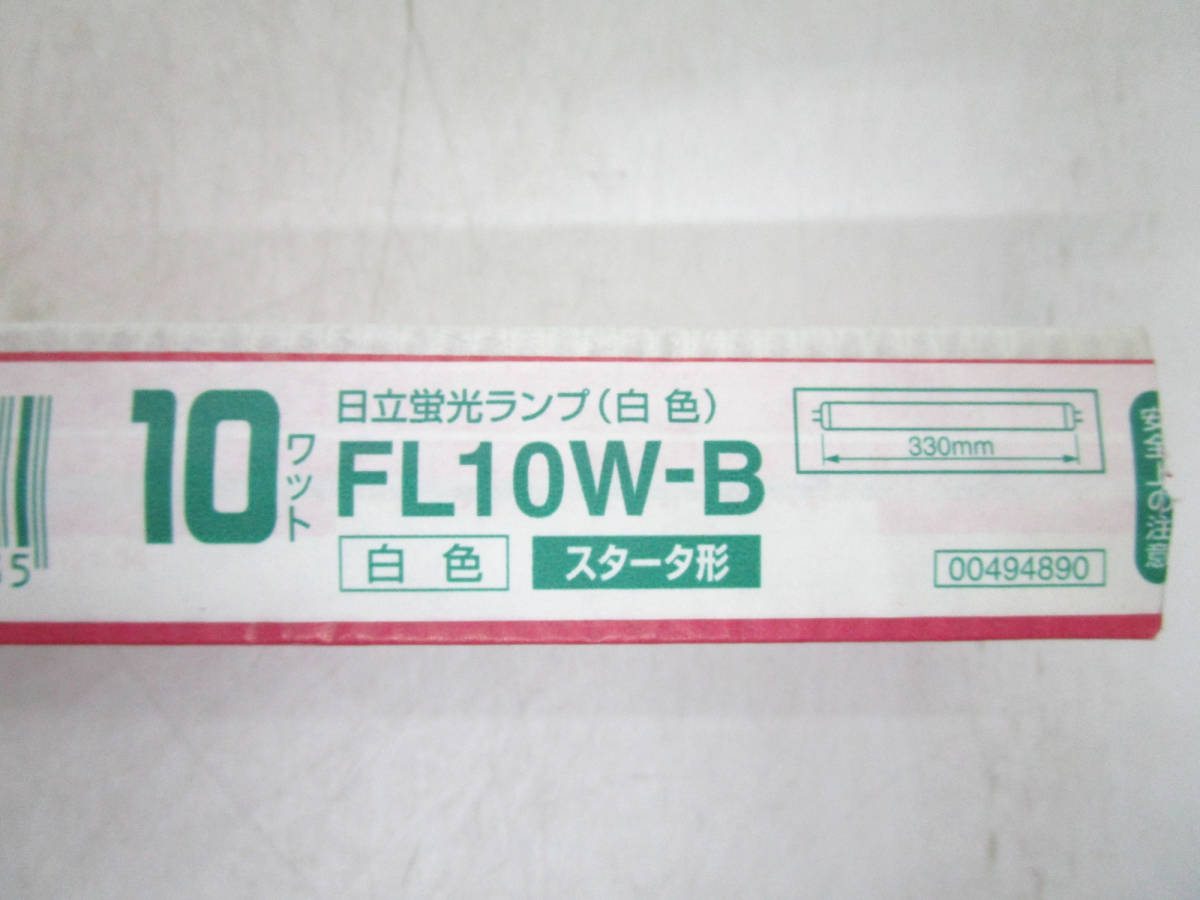 10
ワット
日立蛍光ランプ(白 色)
FL10W-B
白 色
スタータ形
330mm
00494890